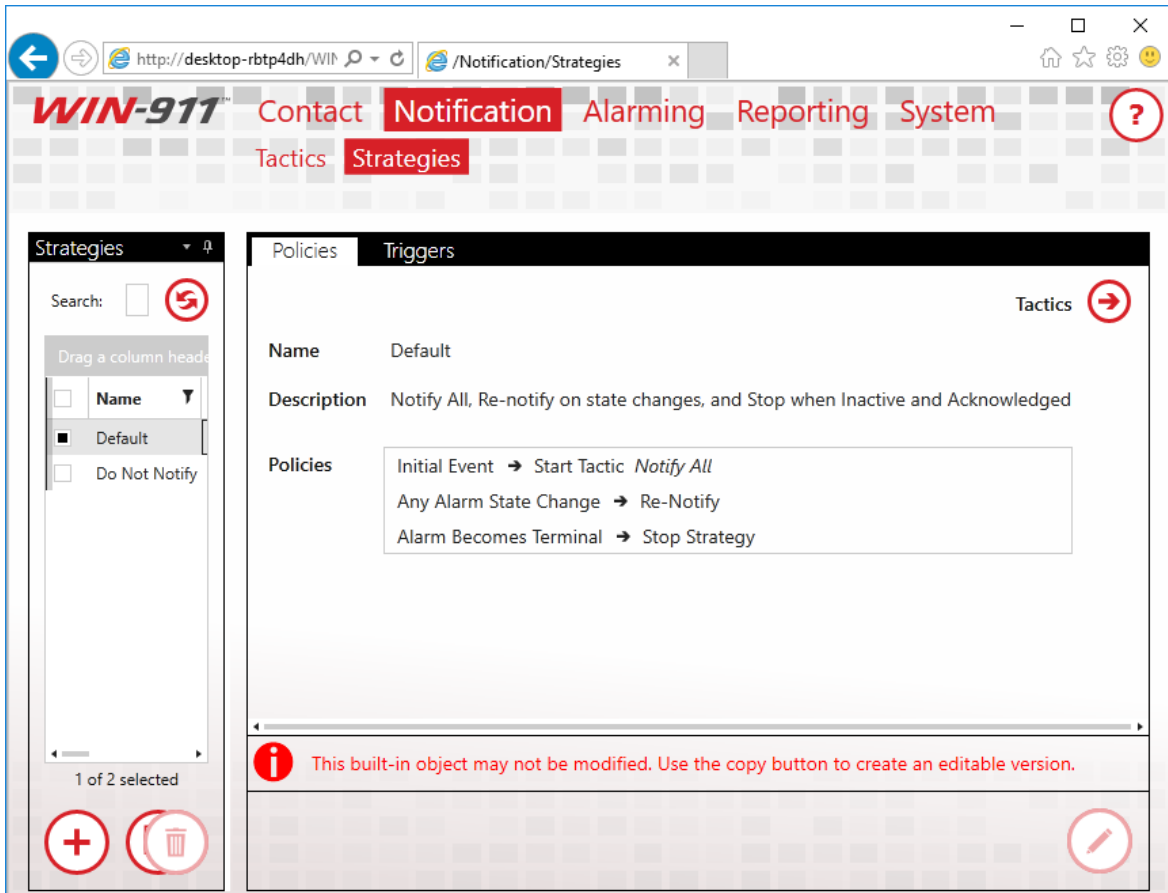 http://desktop-rbtp4dh/WIN
/Notification/Strategies
WIN-911™
Contact Notification Alarming Reporting System
?
Tactics Strategies
Strategies
Policies Triggers
Search:
Tactics
Drag a column heade
Name
Default
Do Not Notify
Name Default
Description Notify All, Re-notify on state changes, and Stop when Inactive and Acknowledged
Policies
Initial Event → Start Tactic Notify All
Any Alarm State Change → Re-Notify
Alarm Becomes Terminal → Stop Strategy
This built-in object may not be modified. Use the copy button to create an editable version.
1 of 2 selected